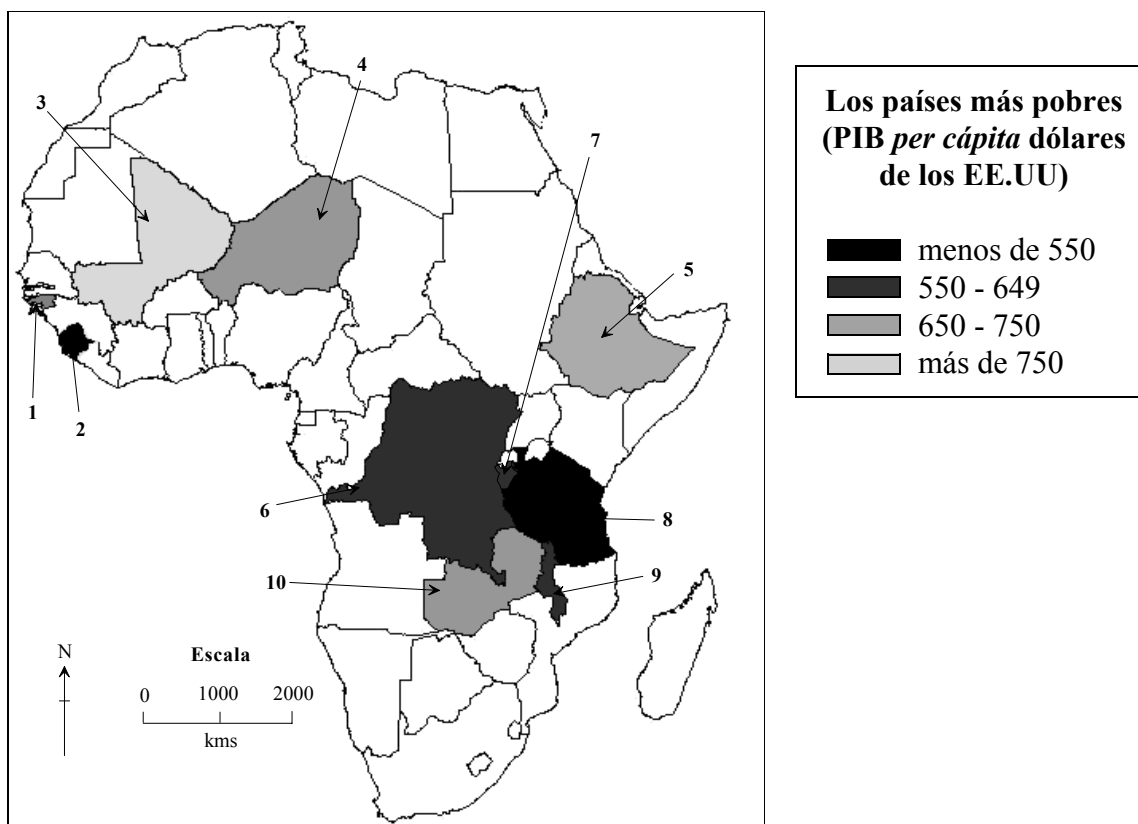 4
3
7
5
1
2
6
8
10
9
N
Escala
0 1000 2000
kms
Los países más pobres
(PIB per cápita dólares
de los EE.UU)
menos de 550
550 - 649
650 - 750
más de 750